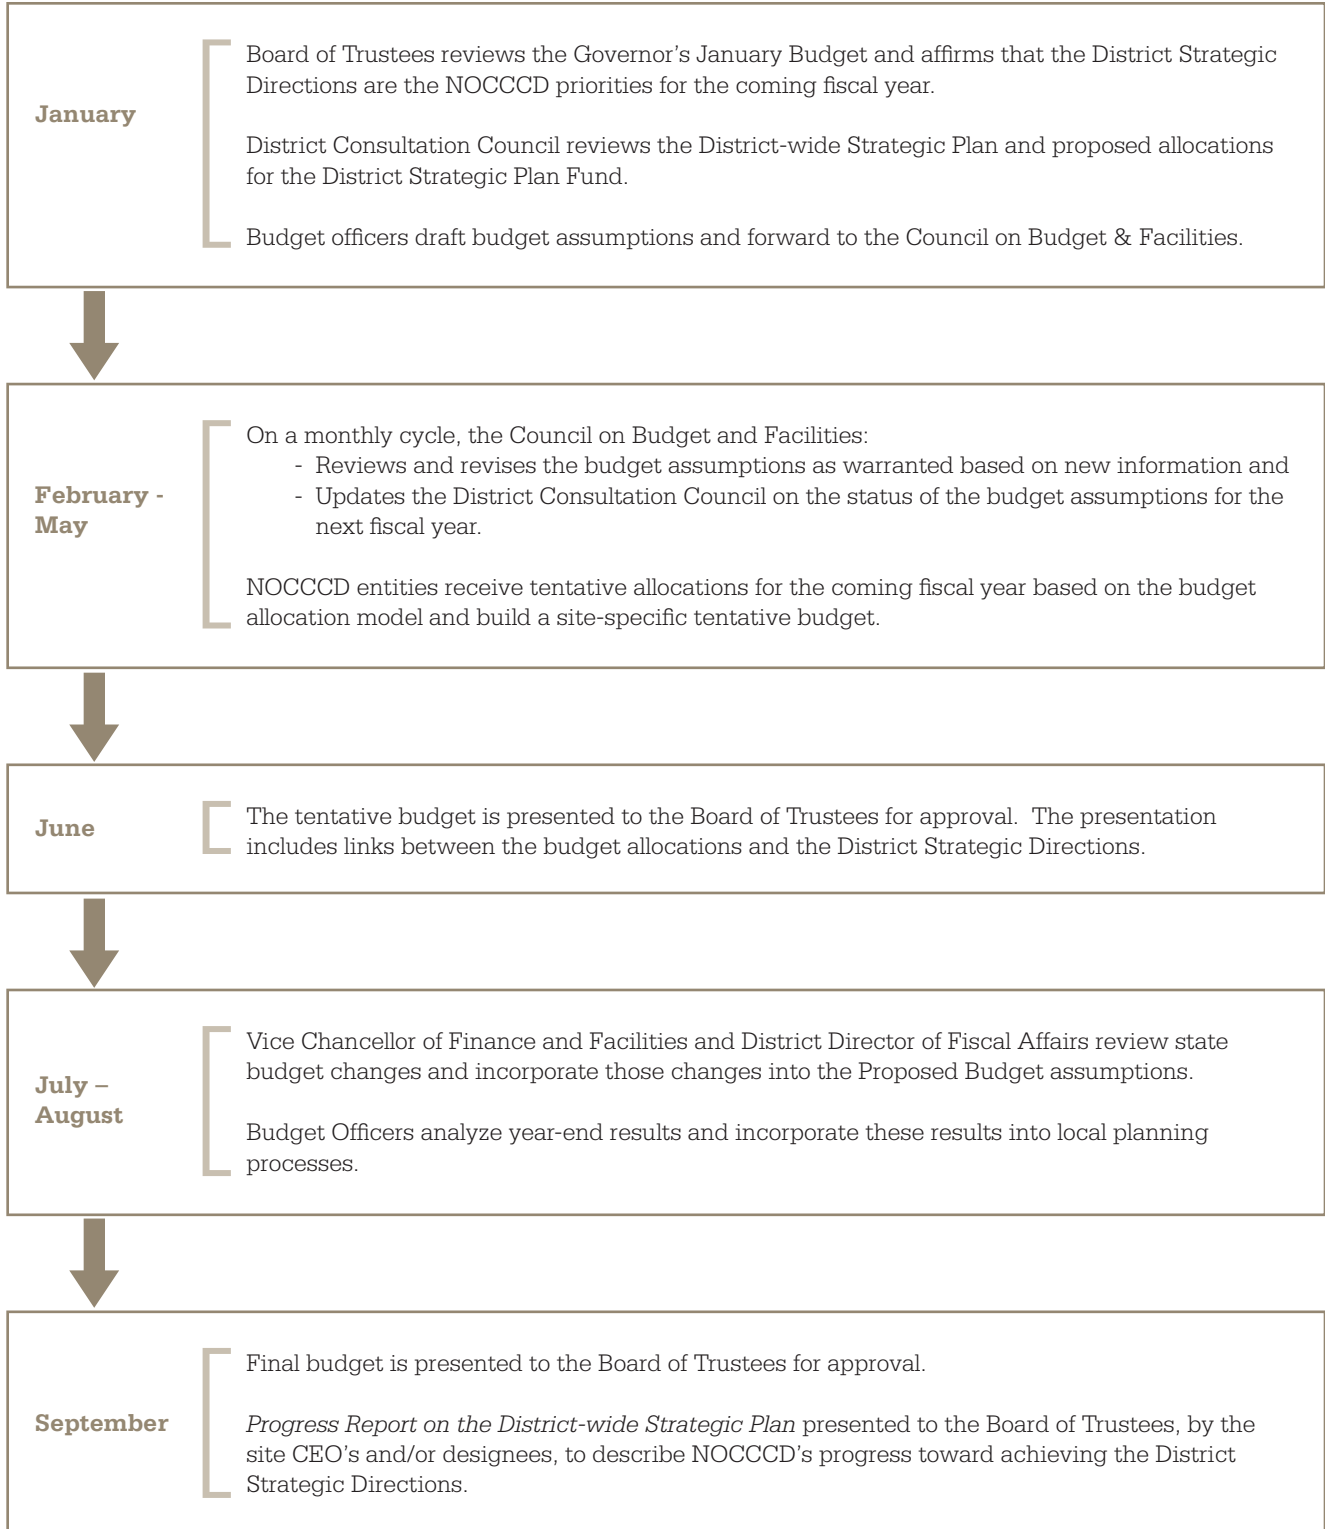 January
Board of Trustees reviews the Governor's January Budget and affirms that the District Strategic
Directions are the NOCCCD priorities for the coming fiscal year.
District Consultation Council reviews the District-wide Strategic Plan and proposed allocations
for the District Strategic Plan Fund.
Budget officers draft budget assumptions and forward to the Council on Budget & Facilities.
February -
May
On a monthly cycle, the Council on Budget and Facilities:
- Reviews and revises the budget assumptions as warranted based on new information and
- Updates the District Consultation Council on the status of the budget assumptions for the
next fiscal year.
NOCCCD entities receive tentative allocations for the coming fiscal year based on the budget
allocation model and build a site-specific tentative budget.
June
The tentative budget is presented to the Board of Trustees for approval.  The presentation
includes links between the budget allocations and the District Strategic Directions.
July –
August
Vice Chancellor of Finance and Facilities and District Director of Fiscal Affairs review state
budget changes and incorporate those changes into the Proposed Budget assumptions.
Budget Officers analyze year-end results and incorporate these results into local planning
processes.
September
Final budget is presented to the Board of Trustees for approval.
Progress Report on the District-wide Strategic Plan presented to the Board of Trustees, by the
site CEO's and/or designees, to describe NOCCCD's progress toward achieving the District
Strategic Directions.